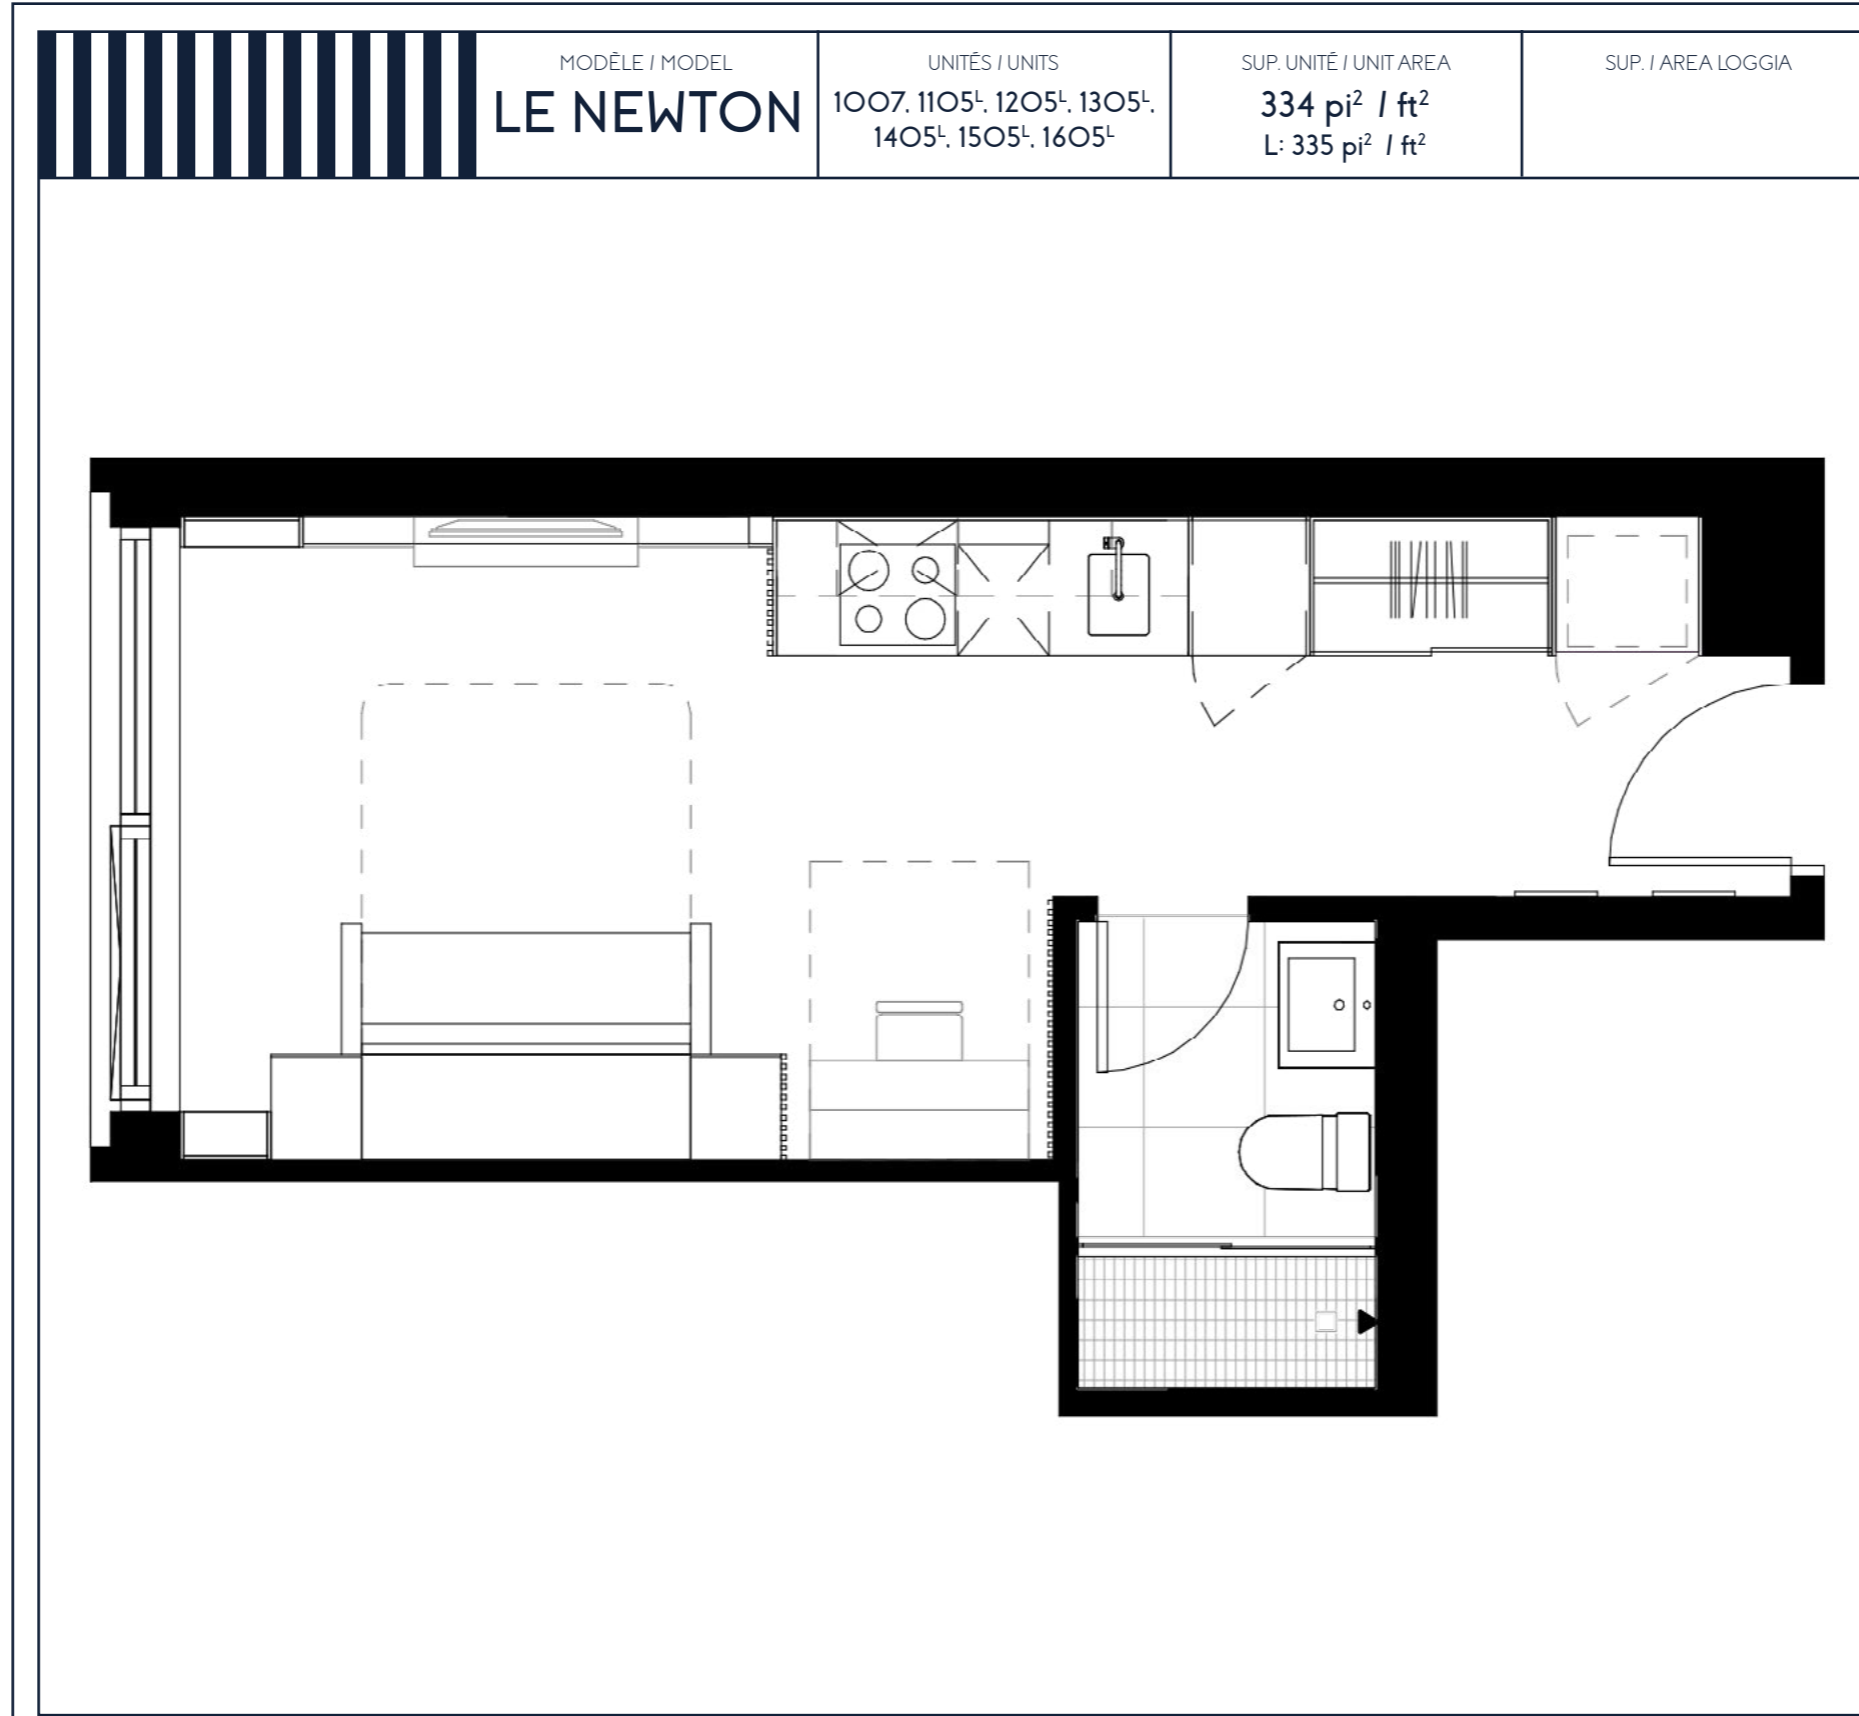 MODÈLE / MODEL
LE NEWTON
UNITÉS / UNITS
1007, 1105ᴸ, 1205ᴸ, 1305ᴸ,
1405ᴸ, 1505ᴸ, 1605ᴸ
SUP. UNITÉ / UNIT AREA
334 pi² / ft²
L: 335 pi² / ft²
SUP. / AREA LOGGIA